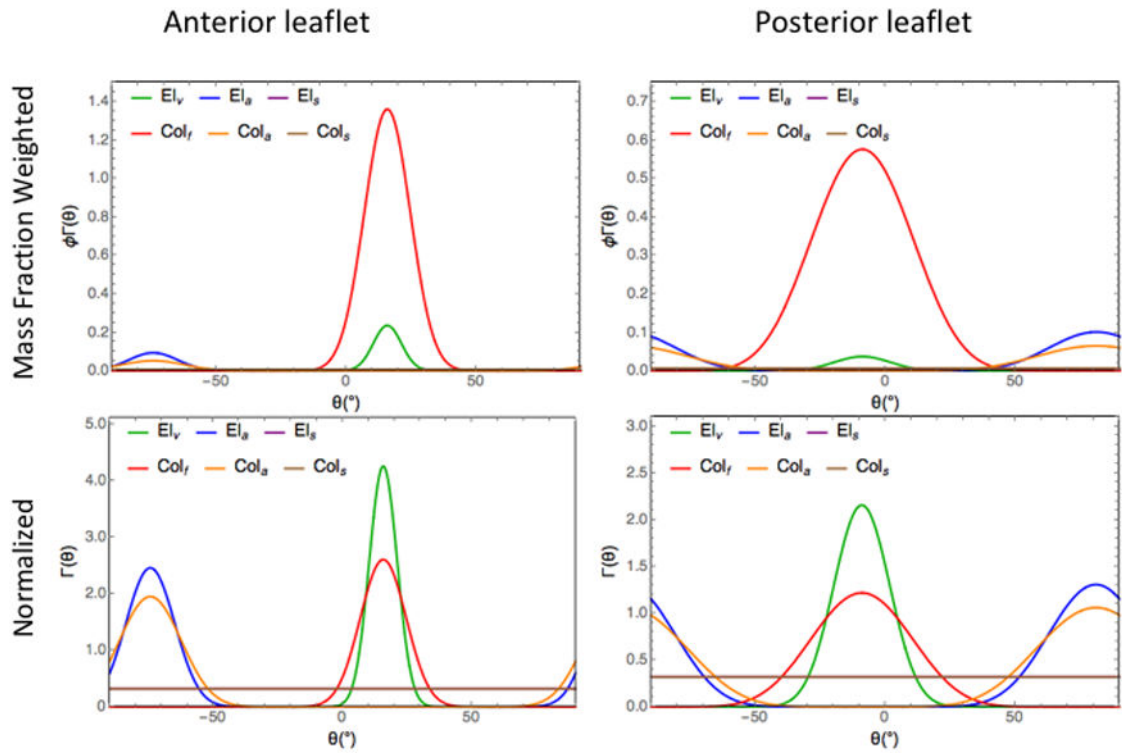 Anterior leaflet
Posterior leaflet
Mass Fraction Weighted
1.4
1.2
1.0
0.8
0.6
0.4
0.2
0.0
ϕΓ(θ)
El_v El_a El_s
Col_f Col_a Col_s
−50 0 50
θ(°)
0.7
0.6
0.5
0.4
0.3
0.2
0.1
0.0
ϕΓ(θ)
El_v El_a El_s
Col_f Col_a Col_s
−50 0 50
θ(°)
Normalized
5.0
4.0
3.0
2.0
1.0
0
Γ(θ)
El_v El_a El_s
Col_f Col_a Col_s
−50 0 50
θ(°)
3.0
2.5
2.0
1.5
1.0
0.5
0.0
Γ(θ)
El_v El_a El_s
Col_f Col_a Col_s
−50 0 50
θ(°)